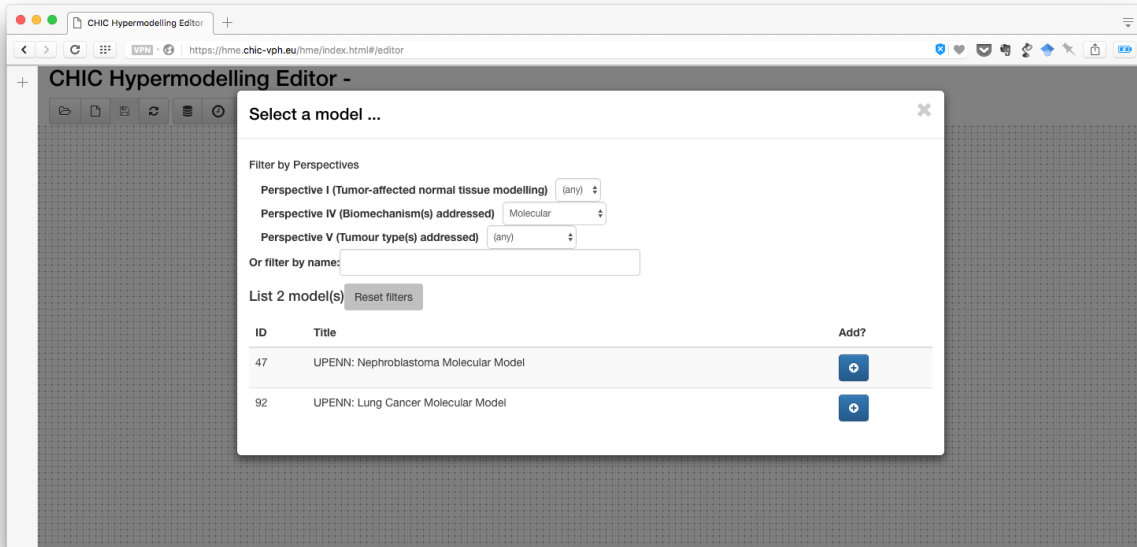 CHIC Hypermodelling Editor
VPN
https://hme.chic-vph.eu/hme/index.html#/editor
CHIC Hypermodelling Editor -
Select a model ...
Filter by Perspectives
Perspective I (Tumor-affected normal tissue modelling) (any)
Perspective IV (Biomechanism(s) addressed) Molecular
Perspective V (Tumour type(s) addressed) (any)
Or filter by name:
List 2 model(s) Reset filters
ID Title Add?
47 UPENN: Nephroblastoma Molecular Model
92 UPENN: Lung Cancer Molecular Model